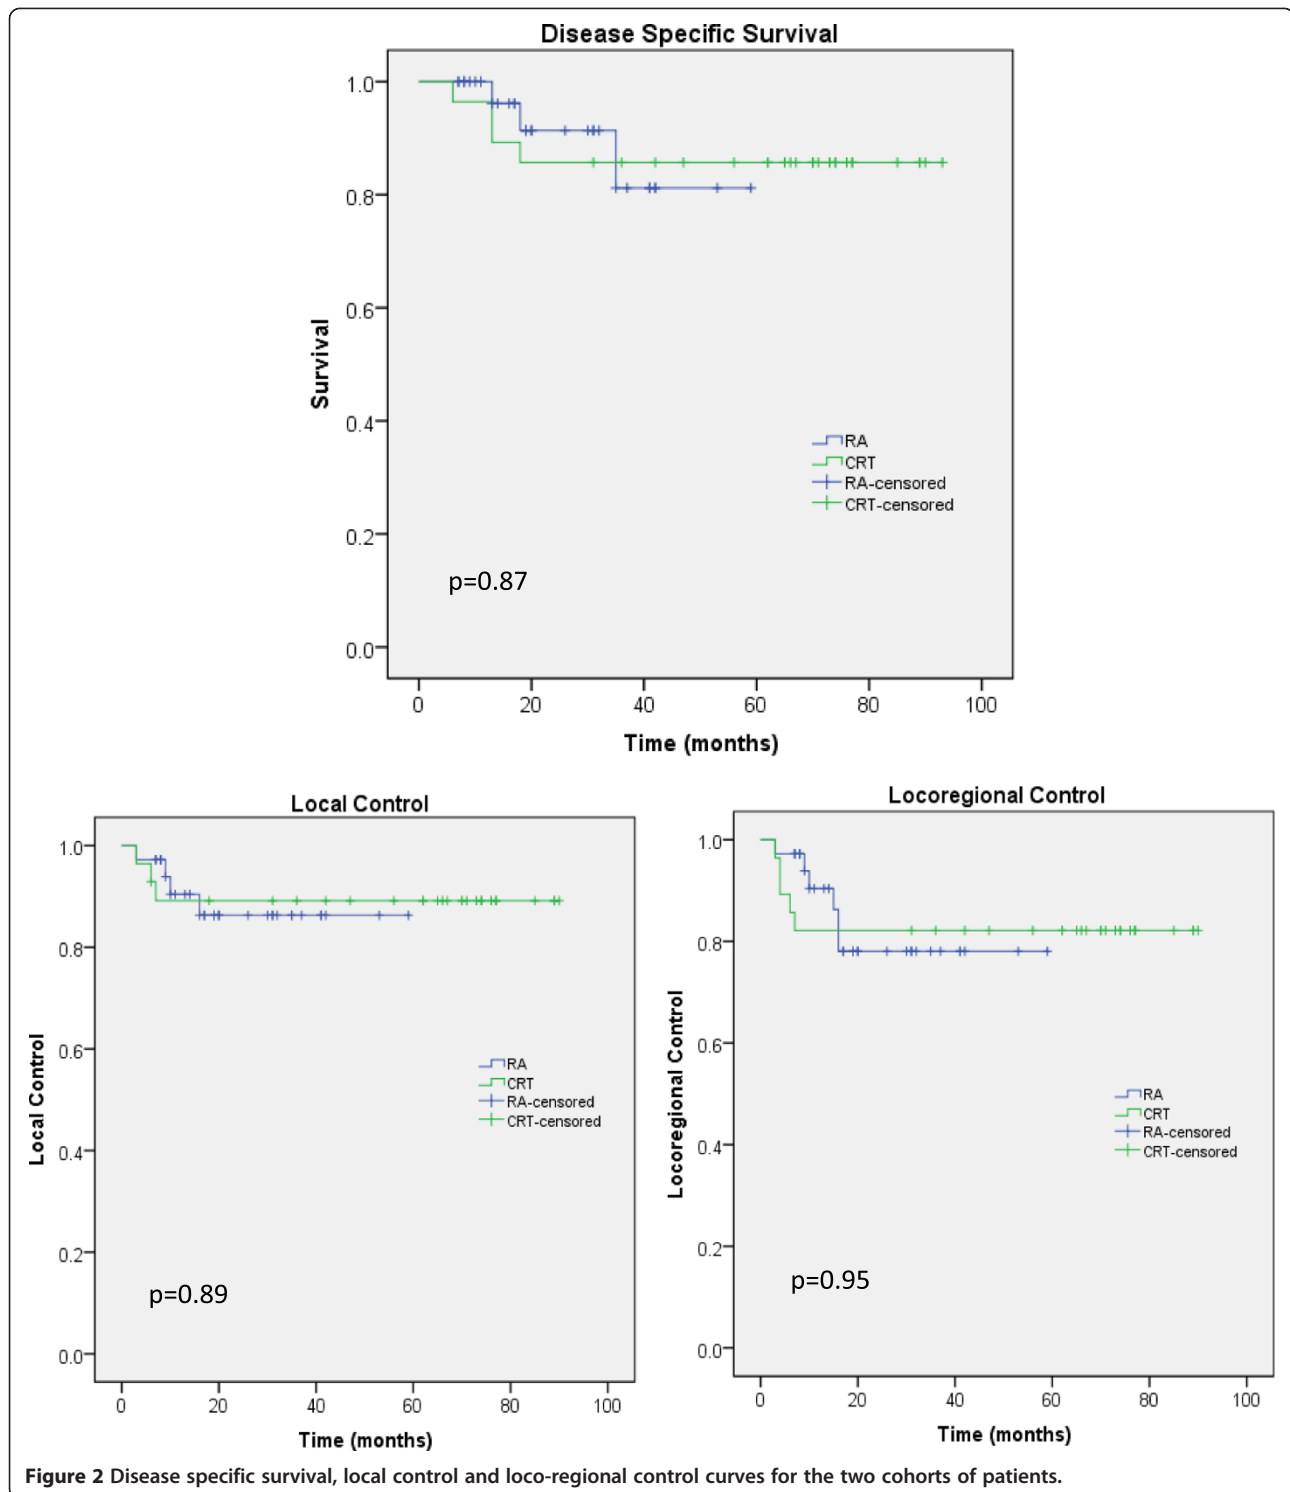 Disease Specific Survival
1.0
0.8
0.6
0.4
0.2
0.0
Survival
RA
CRT
RA-censored
CRT-censored
p=0.87
0 20 40 60 80 100
Time (months)
Local Control
1.0
0.8
0.6
0.4
0.2
0.0
Local Control
RA
CRT
RA-censored
CRT-censored
p=0.89
0 20 40 60 80 100
Time (months)
Locoregional Control
1.0
0.8
0.6
0.4
0.2
0.0
Locoregional Control
RA
CRT
RA-censored
CRT-censored
p=0.95
0 20 40 60 80 100
Time (months)
Figure 2 Disease specific survival, local control and loco-regional control curves for the two cohorts of patients.